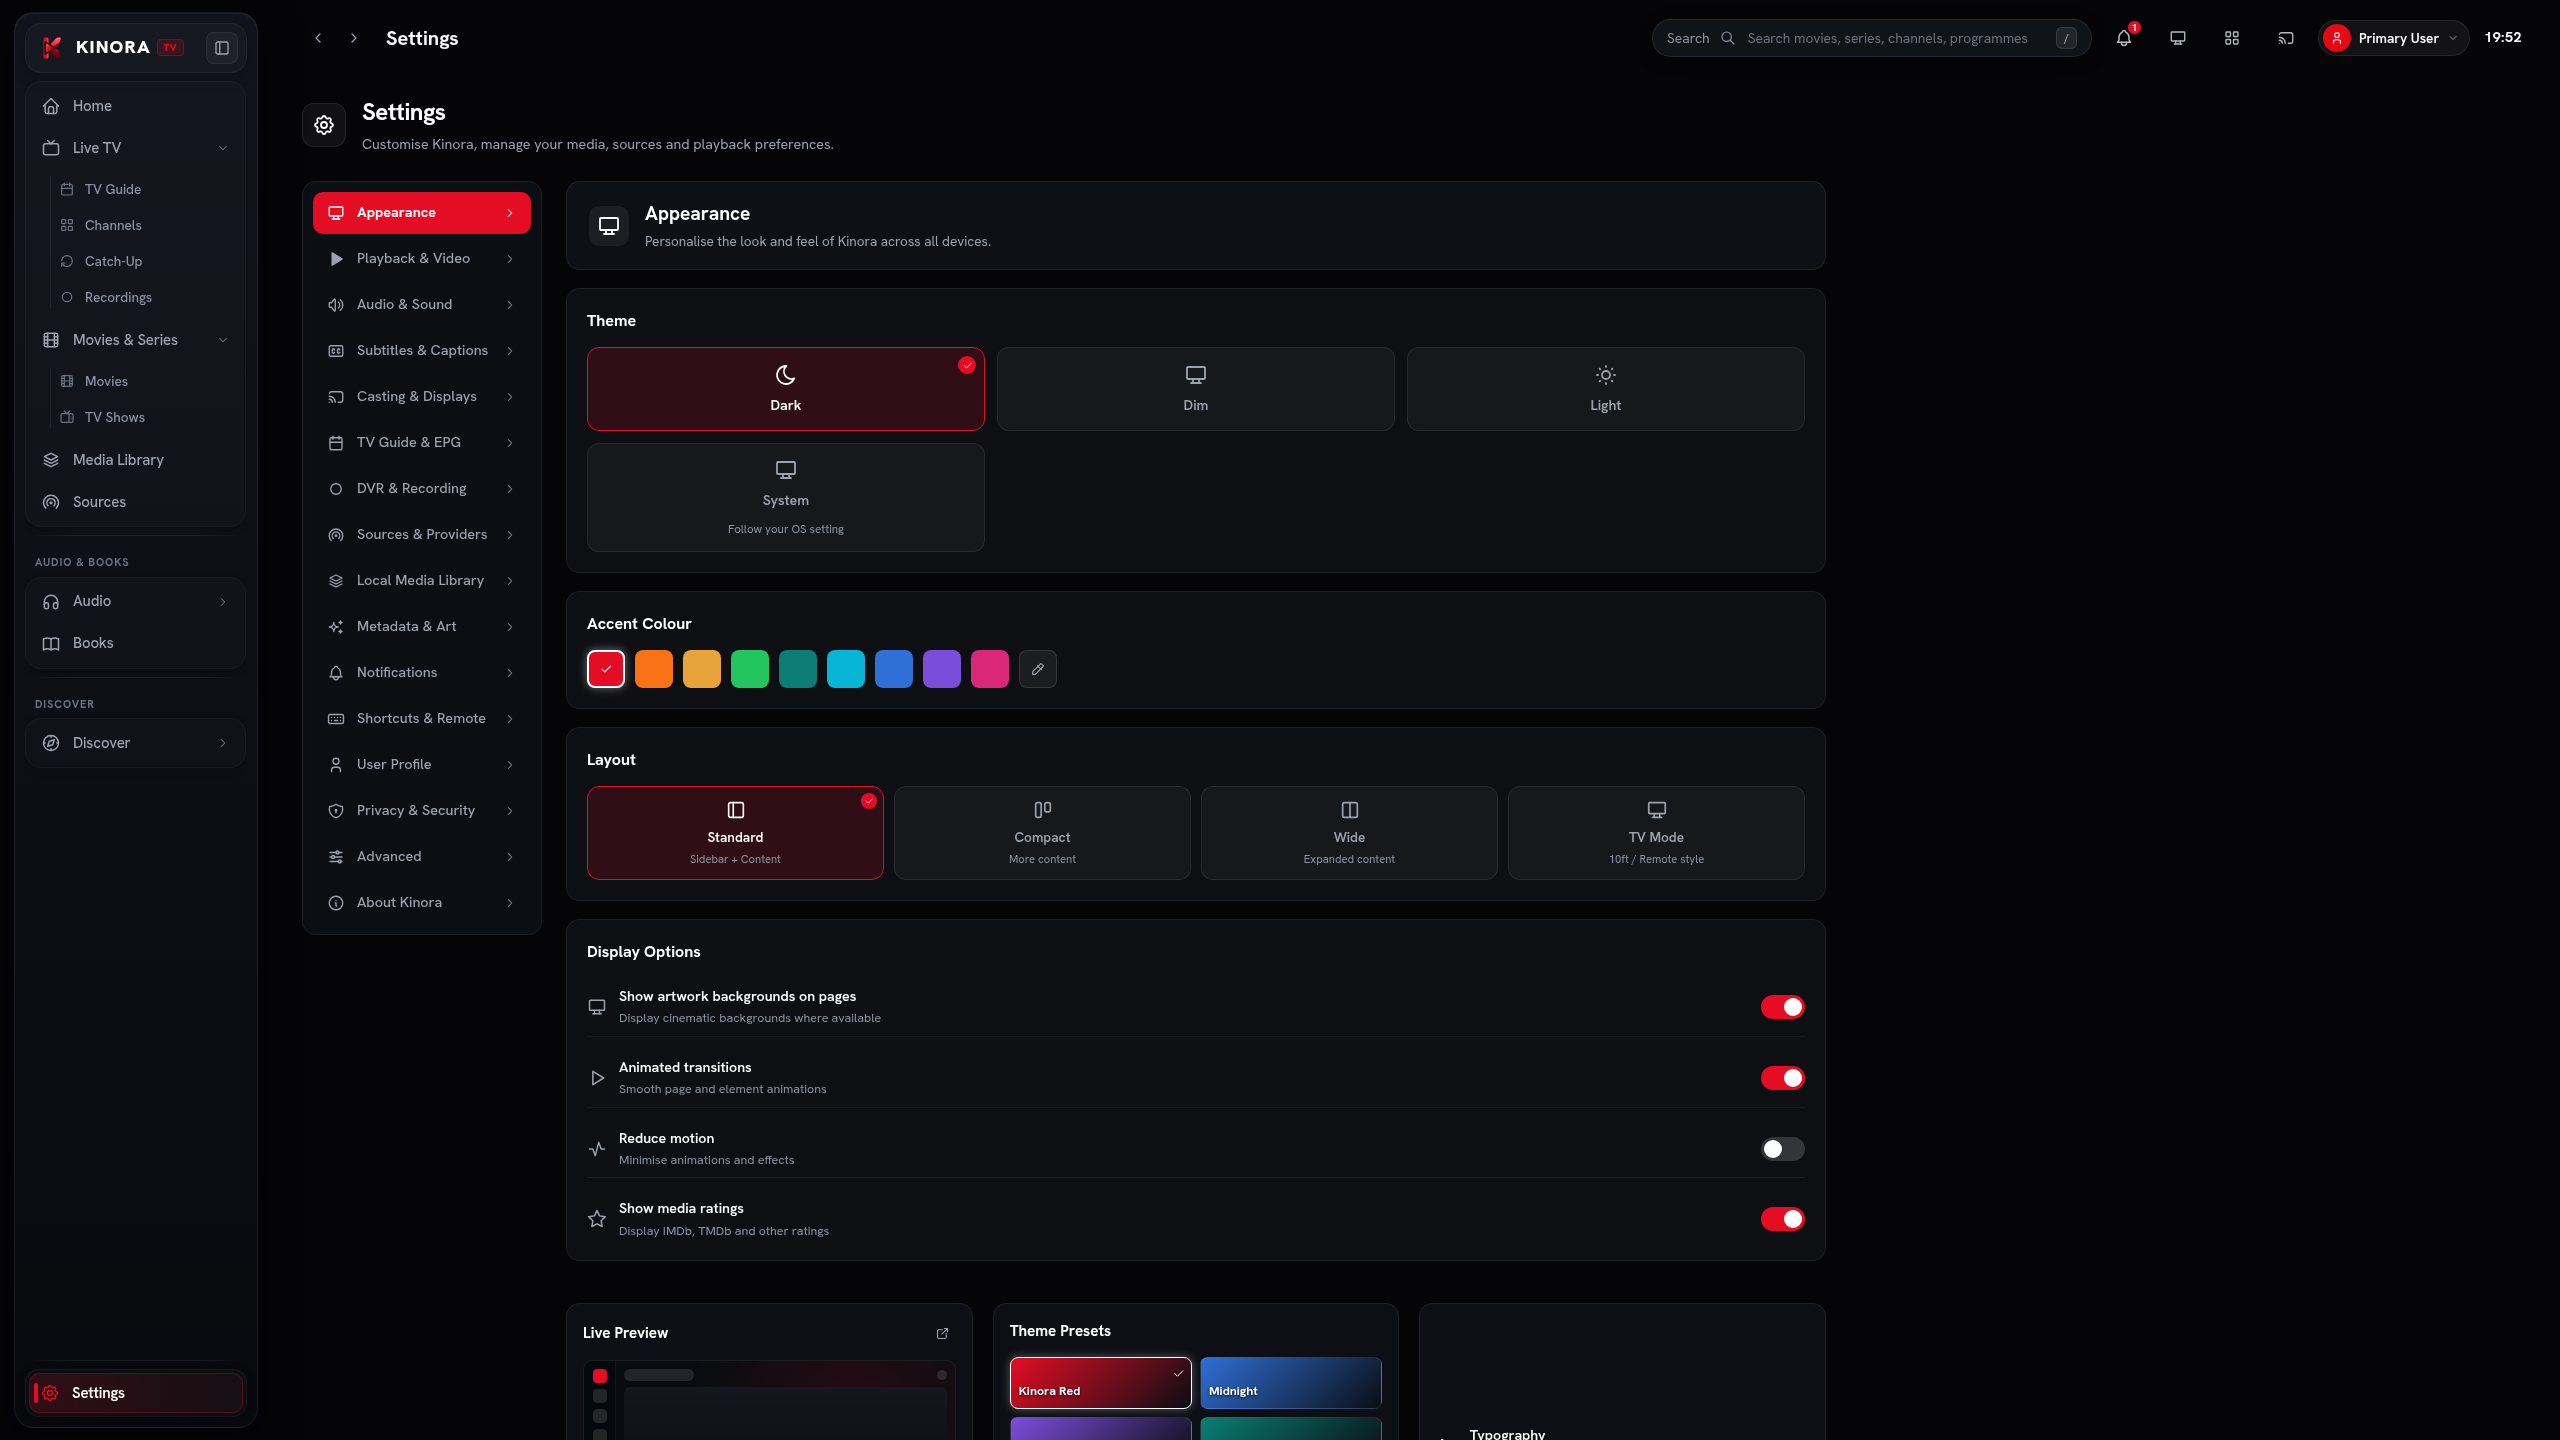 KINORA TV
Home
Live TV
TV Guide
Channels
Catch-Up
Recordings
Movies & Series
Movies
TV Shows
Media Library
Sources
AUDIO & BOOKS
Audio
Books
DISCOVER
Discover
Settings
Settings
Search Search movies, series, channels, programmes /
1
Primary User
19:52
Settings
Customise Kinora, manage your media, sources and playback preferences.
Appearance
Playback & Video
Audio & Sound
Subtitles & Captions
Casting & Displays
TV Guide & EPG
DVR & Recording
Sources & Providers
Local Media Library
Metadata & Art
Notifications
Shortcuts & Remote
User Profile
Privacy & Security
Advanced
About Kinora
Appearance
Personalise the look and feel of Kinora across all devices.
Theme
Dark
Dim
Light
System
Follow your OS setting
Accent Colour
Layout
Standard
Sidebar + Content
Compact
More content
Wide
Expanded content
TV Mode
10ft / Remote style
Display Options
Show artwork backgrounds on pages
Display cinematic backgrounds where available
Animated transitions
Smooth page and element animations
Reduce motion
Minimise animations and effects
Show media ratings
Display IMDb, TMDb and other ratings
Live Preview
Theme Presets
Kinora Red
Midnight
Typography